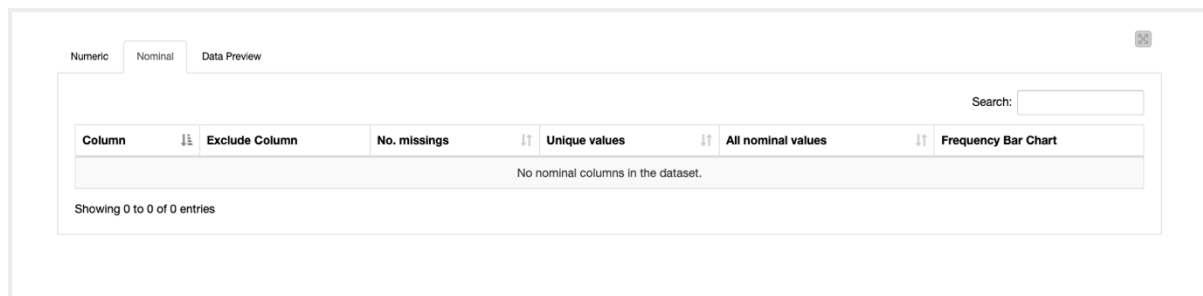 Numeric Nominal Data Preview
Search:
Column Exclude Column No. missings Unique values All nominal values Frequency Bar Chart
No nominal columns in the dataset.
Showing 0 to 0 of 0 entries